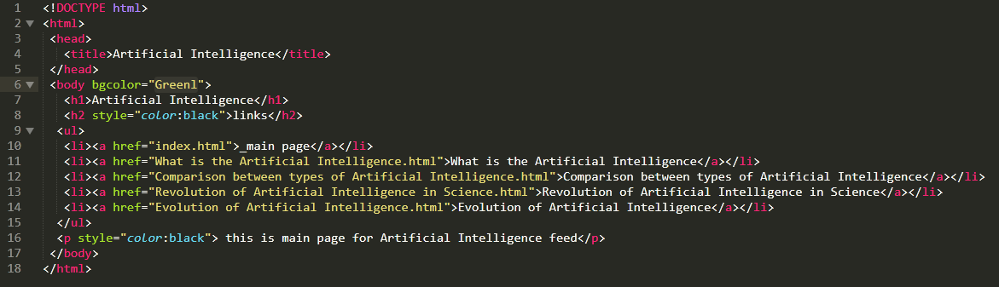 1 <!DOCTYPE html>
2 <html>
3 <head>
4 <title>Artificial Intelligence</title>
5 </head>
6 <body bgcolor="Greenl">
7 <h1>Artificial Intelligence</h1>
8 <h2 style="color:black">links</h2>
9 <ul>
10 <li><a href="index.html">_main page</a></li>
11 <li><a href="What is the Artificial Intelligence.html">What is the Artificial Intelligence</a></li>
12 <li><a href="Comparison between types of Artificial Intelligence.html">Comparison between types of Artificial Intelligence</a></li>
13 <li><a href="Revolution of Artificial Intelligence in Science.html">Revolution of Artificial Intelligence in Science</a></li>
14 <li><a href="Evolution of Artificial Intelligence.html">Evolution of Artificial Intelligence</a></li>
15 </ul>
16 <p style="color:black"> this is main page for Artificial Intelligence feed</p>
17 </body>
18 </html>